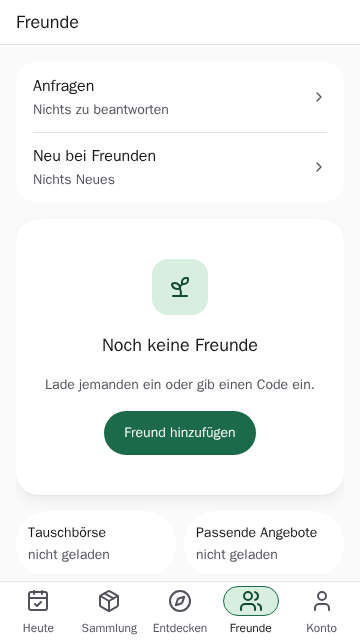 Freunde
Anfragen
Nichts zu beantworten
Neu bei Freunden
Nichts Neues
Noch keine Freunde
Lade jemanden ein oder gib einen Code ein.
Freund hinzufügen
Tauschbörse
nicht geladen
Passende Angebote
nicht geladen
Heute
Sammlung
Entdecken
Freunde
Konto